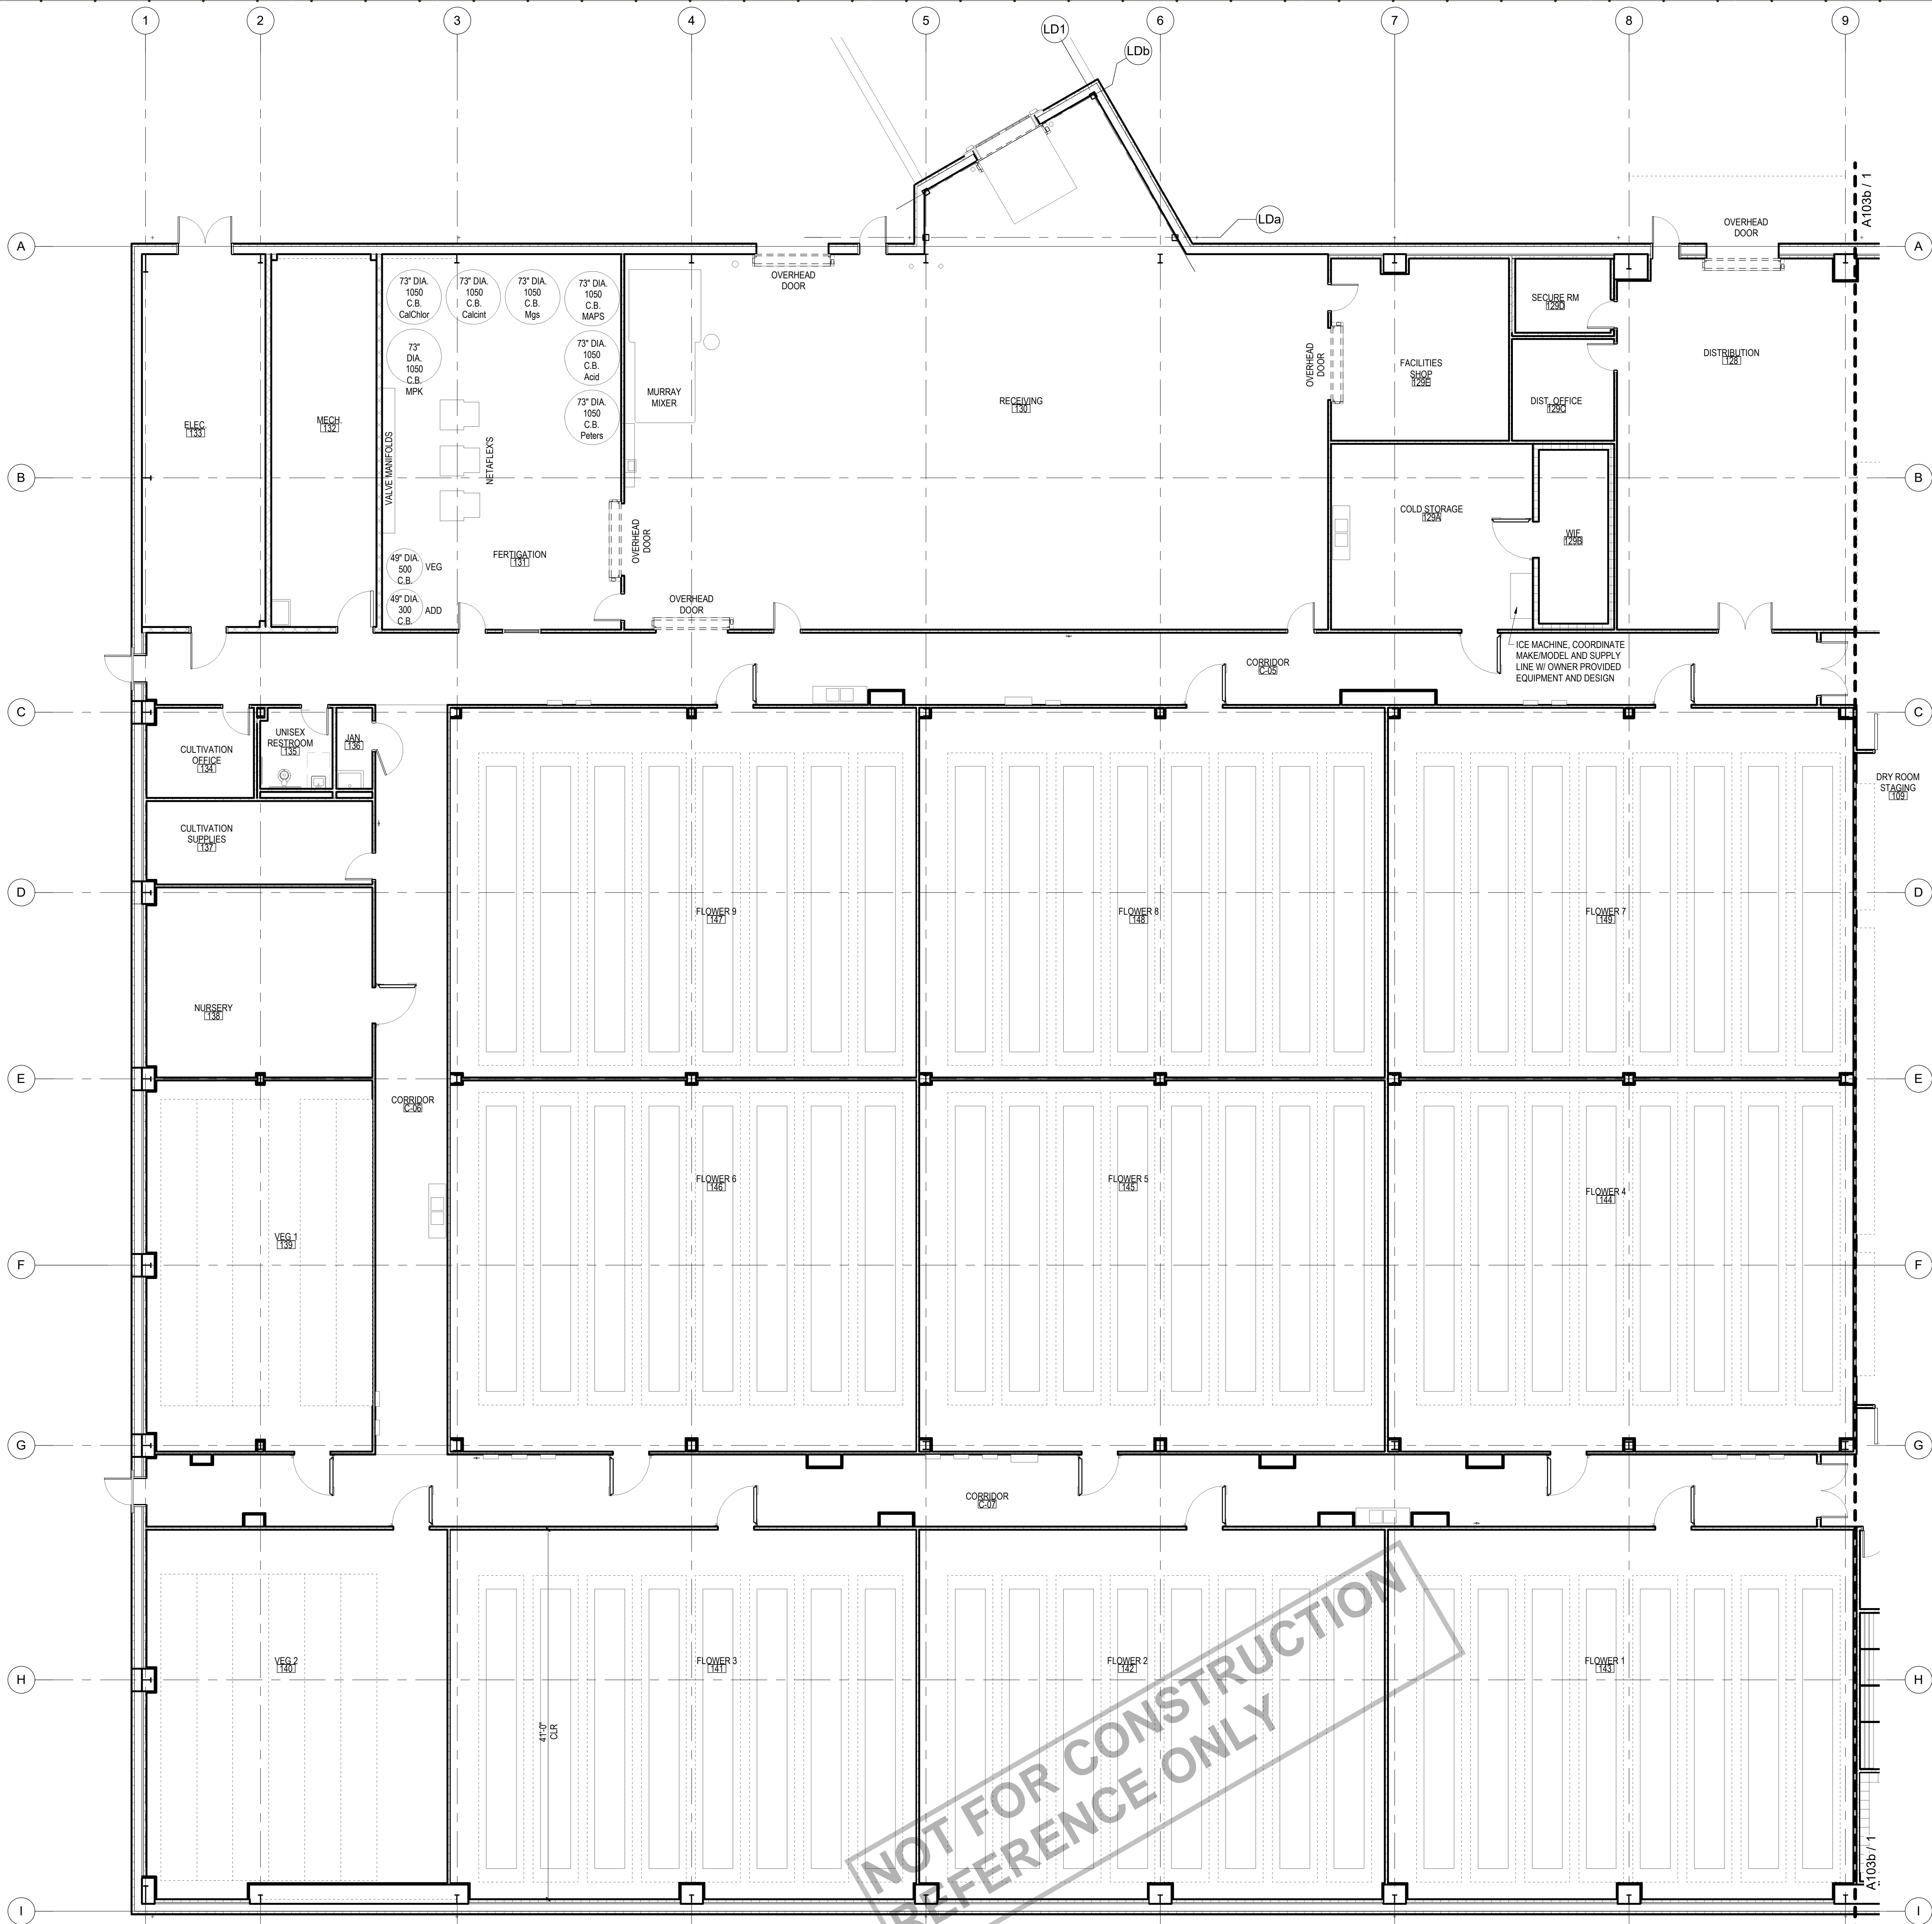 1
2
3
4
5
6
7
8
9
LD1
LDb
LDa
A103b / 1
A
A
OVERHEAD
DOOR
OVERHEAD
DOOR
73" DIA.
1050
C.B.
CalChlor
73" DIA.
1050
C.B.
Calcint
73" DIA.
1050
C.B.
Mgs
73" DIA.
1050
C.B.
MAPS
73"
DIA.
1050
C.B.
MPK
73" DIA.
1050
C.B.
Acid
73" DIA.
1050
C.B.
Peters
MURRAY
MIXER
RECEIVING
130
OVERHEAD
DOOR
FACILITIES
SHOP
129E
SECURE RM
129D
DIST. OFFICE
129C
DISTRIBUTION
128
ELEC.
133
MECH.
132
VALVE MANIFOLDS
NETAFLEX'S
B
B
COLD STORAGE
129A
WIF
129B
OVERHEAD
DOOR
FERTIGATION
131
49" DIA.
500
C.B.
VEG
49" DIA.
300
C.B.
ADD
OVERHEAD
DOOR
ICE MACHINE, COORDINATE
MAKE/MODEL AND SUPPLY
LINE W/ OWNER PROVIDED
EQUIPMENT AND DESIGN
CORRIDOR
C-05
C
C
CULTIVATION
OFFICE
134
UNISEX
RESTROOM
135
JAN.
136
DRY ROOM
STAGING
109
CULTIVATION
SUPPLIES
137
D
D
FLOWER 9
147
FLOWER 8
148
FLOWER 7
149
NURSERY
138
E
E
CORRIDOR
C-06
FLOWER 6
146
FLOWER 5
145
FLOWER 4
144
VEG 1
139
F
F
G
G
CORRIDOR
C-07
VEG 2
140
FLOWER 3
141
FLOWER 2
142
FLOWER 1
143
H
H
41'-0"
CLR
NOT FOR CONSTRUCTION
REFERENCE ONLY
A103b / 1
I
I